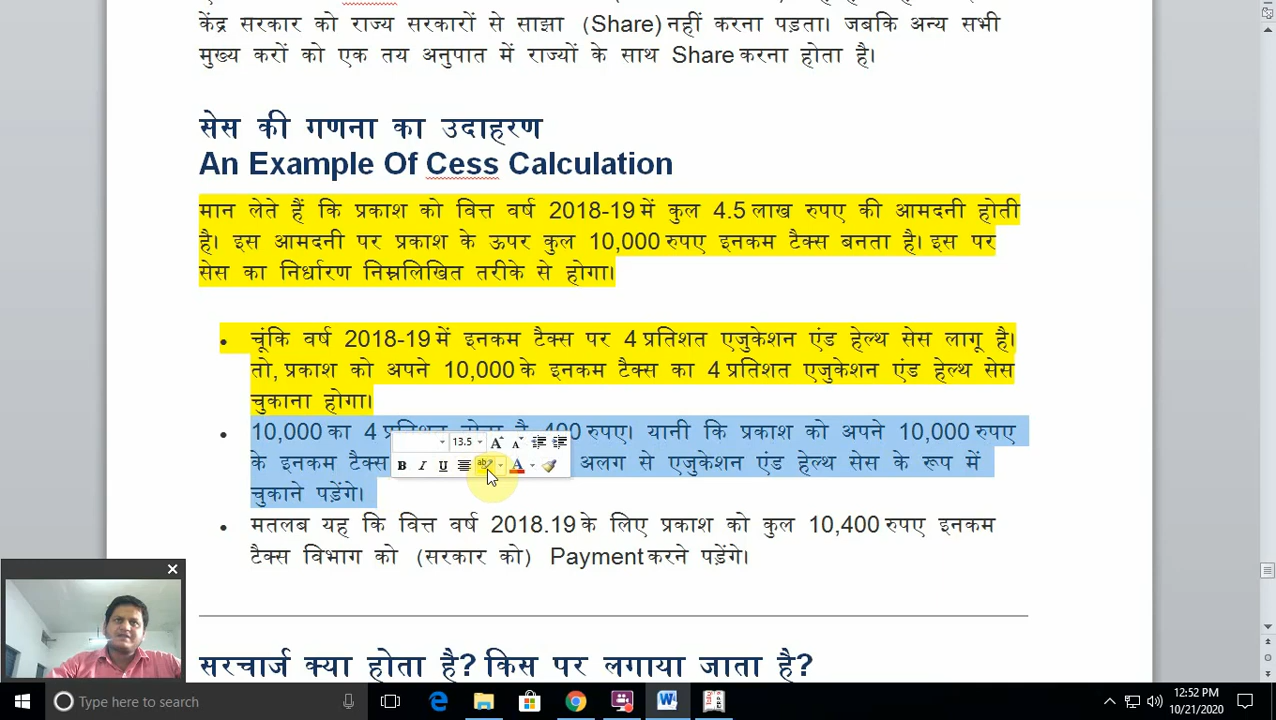 केंद्र सरकार को राज्य सरकारों से साझा (Share) नहीं करना पड़ता। जबकि अन्य सभी
मुख्य करों को एक तय अनुपात में राज्यों के साथ Share करना होता है।
सेस की गणना का उदाहरण
An Example Of Cess Calculation
मान लेते हैं कि प्रकाश को वित्त वर्ष 2018-19 में कुल 4.5 लाख रुपए की आमदनी होती
है। इस आमदनी पर प्रकाश के ऊपर कुल 10,000 रुपए इनकम टैक्स बनता है। इस पर
सेस का निर्धारण निम्नलिखित तरीके से होगा।
• चूंकि वर्ष 2018-19 में इनकम टैक्स पर 4 प्रतिशत एजुकेशन एंड हेल्थ सेस लागू है।
तो, प्रकाश को अपने 10,000 के इनकम टैक्स का 4 प्रतिशत एजुकेशन एंड हेल्थ सेस
चुकाना होगा।
• 10,000 का 4 प्रतिशत होता है 400 रुपए। यानी कि प्रकाश को अपने 10,000 रुपए
13.5
के इनकम टैक्स अलग से एजुकेशन एंड हेल्थ सेस के रूप में
B I U
चुकाने पड़ेंगे।
• मतलब यह कि वित्त वर्ष 2018.19 के लिए प्रकाश को कुल 10,400 रुपए इनकम
टैक्स विभाग को (सरकार को) Payment करने पड़ेंगे।
सरचार्ज क्या होता है? किस पर लगाया जाता है?
Type here to search
12:52 PM
10/21/2020